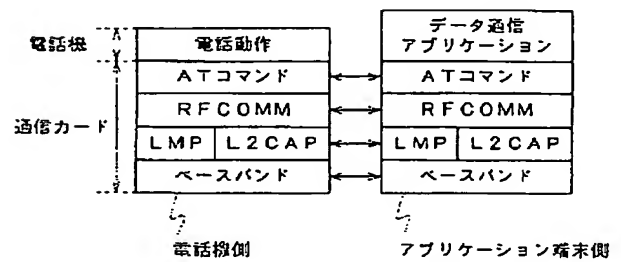 電話機
通信カード
電話動作
ATコマンド
RFCOMM
LMP L2CAP
ベースバンド
電話機側
データ通信
アプリケーション
ATコマンド
RFCOMM
LMP L2CAP
ベースバンド
アプリケーション端末側